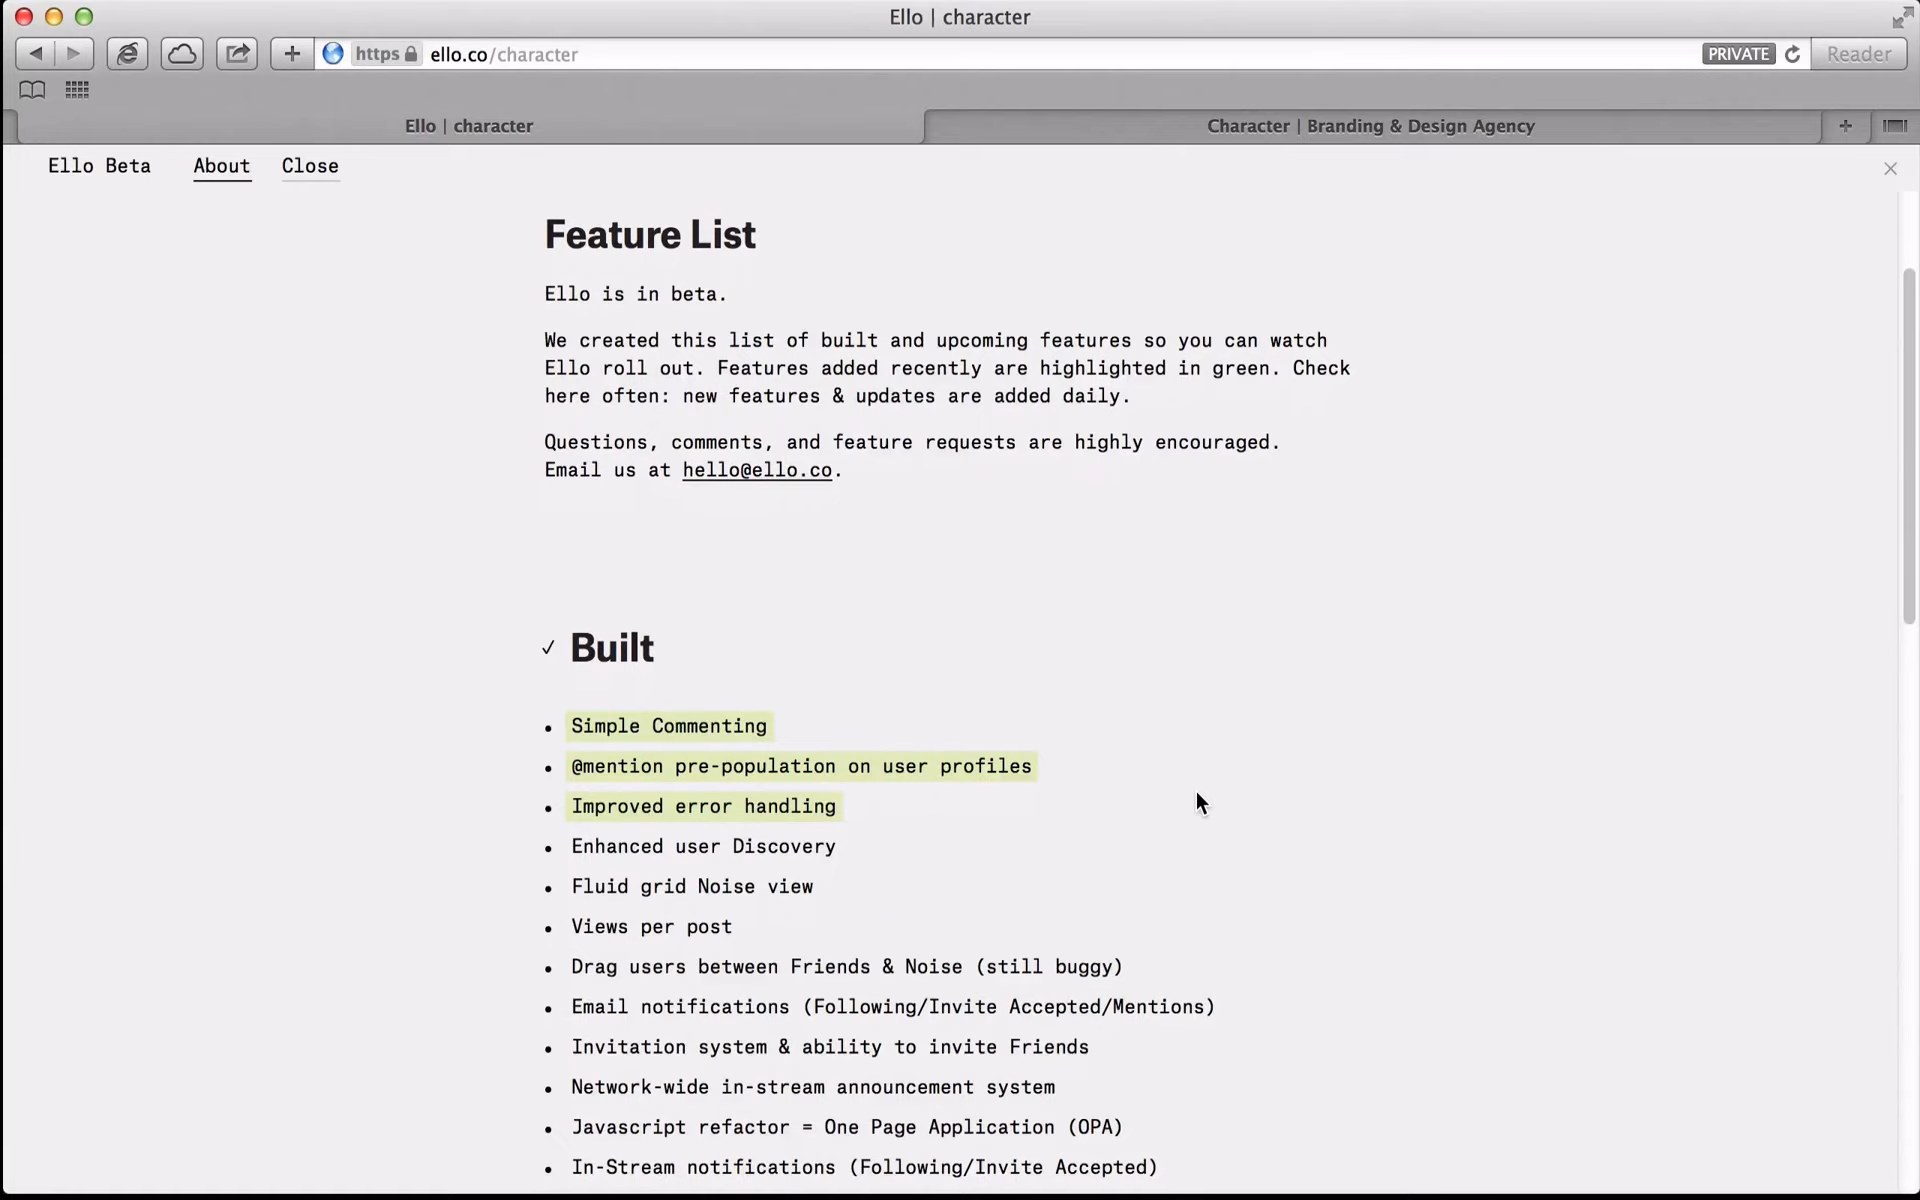 Ello | character
https ello.co/character PRIVATE Reader
Ello | character Character | Branding & Design Agency
Ello Beta About Close
Feature List
Ello is in beta.
We created this list of built and upcoming features so you can watch
Ello roll out. Features added recently are highlighted in green. Check
here often: new features & updates are added daily.
Questions, comments, and feature requests are highly encouraged.
Email us at hello@ello.co.
✓ Built
• Simple Commenting
• @mention pre-population on user profiles
• Improved error handling
• Enhanced user Discovery
• Fluid grid Noise view
• Views per post
• Drag users between Friends & Noise (still buggy)
• Email notifications (Following/Invite Accepted/Mentions)
• Invitation system & ability to invite Friends
• Network-wide in-stream announcement system
• Javascript refactor = One Page Application (OPA)
• In-Stream notifications (Following/Invite Accepted)